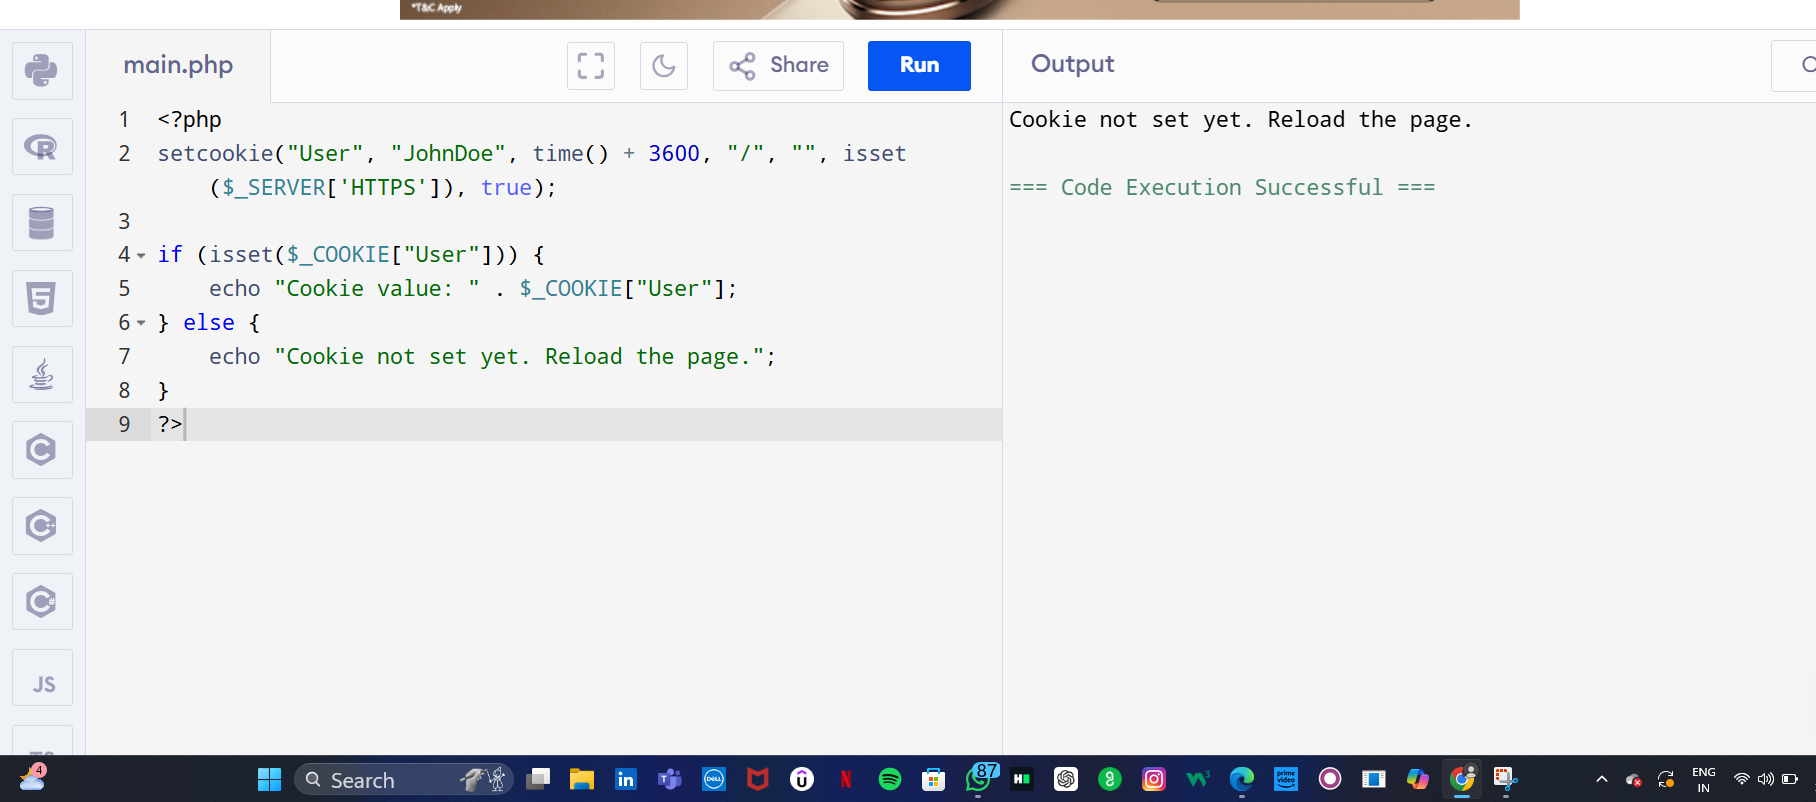 *T&C Apply
main.php
Share
Run
Output
1 <?php
2 setcookie("User", "JohnDoe", time() + 3600, "/", "", isset
($_SERVER['HTTPS']), true);
3
4 if (isset($_COOKIE["User"])) {
5 echo "Cookie value: " . $_COOKIE["User"];
6 } else {
7 echo "Cookie not set yet. Reload the page.";
8 }
9 ?>
Cookie not set yet. Reload the page.
=== Code Execution Successful ===
JS
4
Search
87
ENG
IN